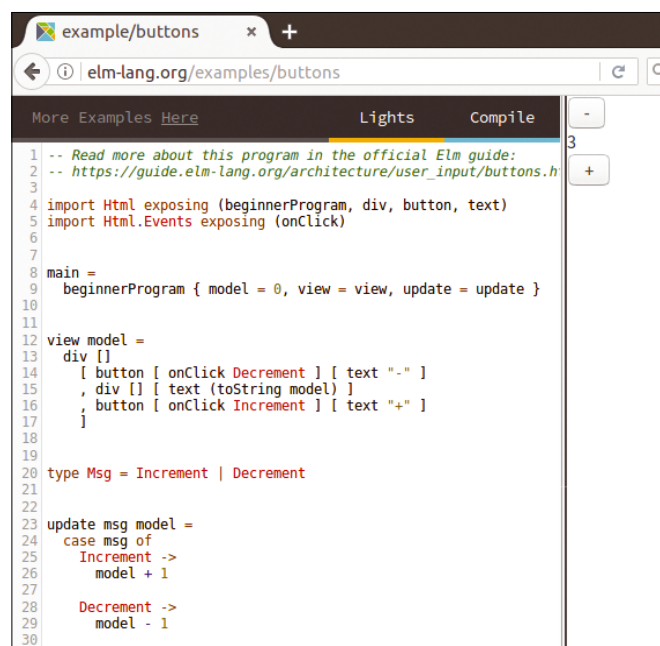 example/buttons × +
elm-lang.org/examples/buttons
More Examples Here Lights Compile
1 -- Read more about this program in the official Elm guide:
2 -- https://guide.elm-lang.org/architecture/user_input/buttons.h
3
4 import Html exposing (beginnerProgram, div, button, text)
5 import Html.Events exposing (onClick)
6
7
8 main =
9   beginnerProgram { model = 0, view = view, update = update }
10
11
12 view model =
13   div []
14     [ button [ onClick Decrement ] [ text "-" ]
15     , div [] [ text (toString model) ]
16     , button [ onClick Increment ] [ text "+" ]
17     ]
18
19
20 type Msg = Increment | Decrement
21
22
23 update msg model =
24   case msg of
25     Increment ->
26       model + 1
27
28     Decrement ->
29       model - 1
30
-
3
+